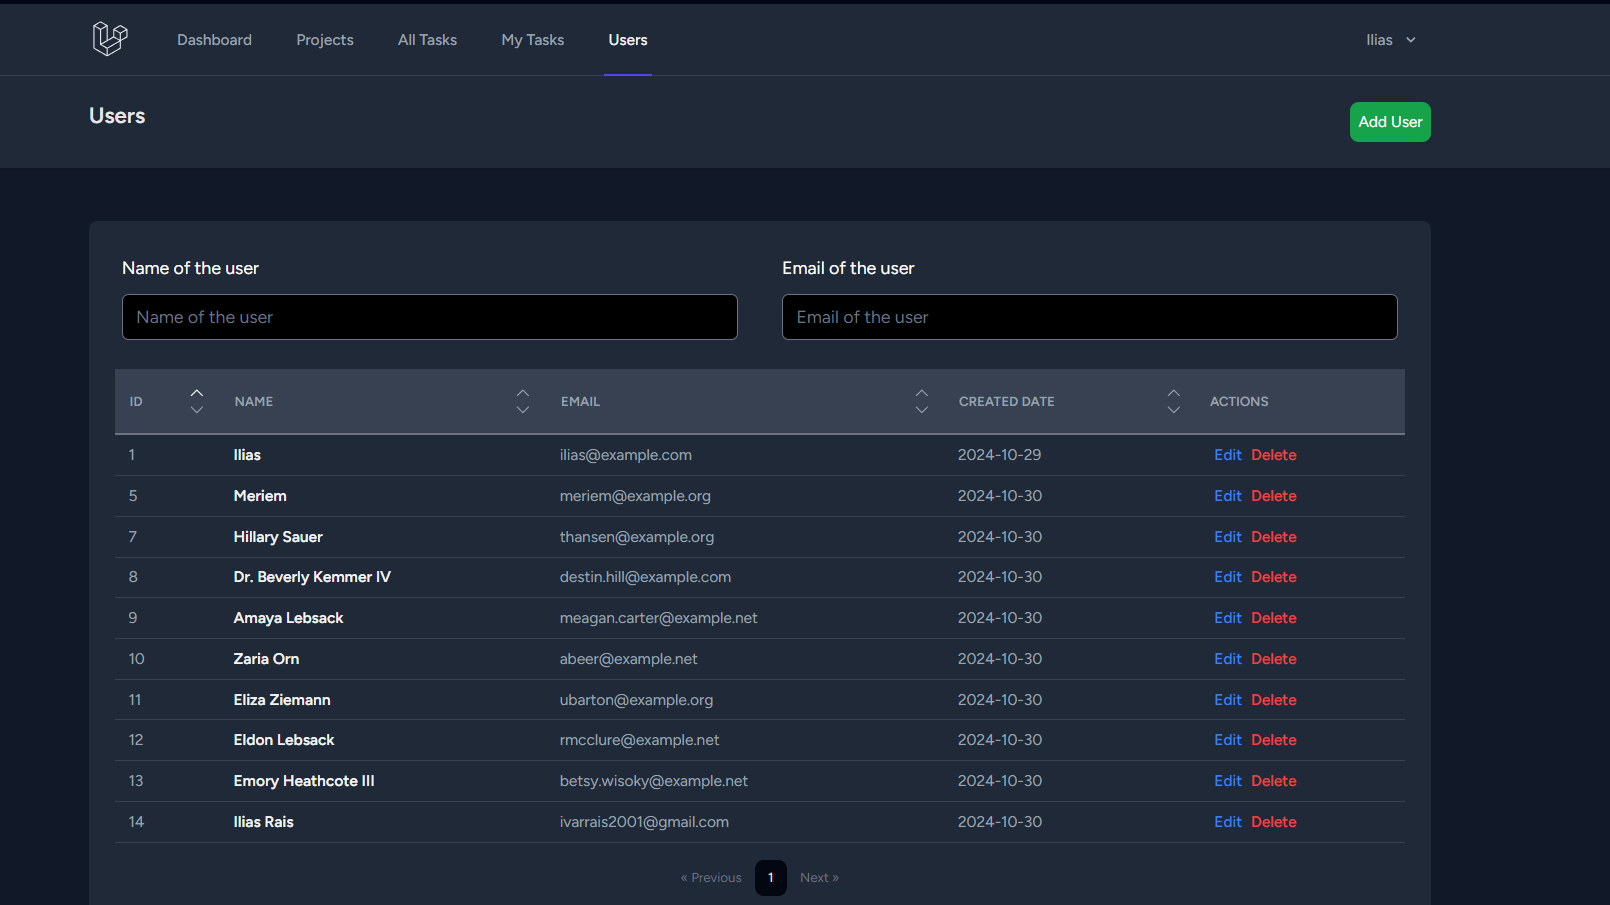 Dashboard Projects All Tasks My Tasks Users Ilias
Users Add User
Name of the user Email of the user
Name of the user Email of the user
ID NAME EMAIL CREATED DATE ACTIONS
1 Ilias ilias@example.com 2024-10-29 Edit Delete
5 Meriem meriem@example.org 2024-10-30 Edit Delete
7 Hillary Sauer thansen@example.org 2024-10-30 Edit Delete
8 Dr. Beverly Kemmer IV destin.hill@example.com 2024-10-30 Edit Delete
9 Amaya Lebsack meagan.carter@example.net 2024-10-30 Edit Delete
10 Zaria Orn abeer@example.net 2024-10-30 Edit Delete
11 Eliza Ziemann ubarton@example.org 2024-10-30 Edit Delete
12 Eldon Lebsack rmcclure@example.net 2024-10-30 Edit Delete
13 Emory Heathcote III betsy.wisoky@example.net 2024-10-30 Edit Delete
14 Ilias Rais ivarrais2001@gmail.com 2024-10-30 Edit Delete
« Previous 1 Next »